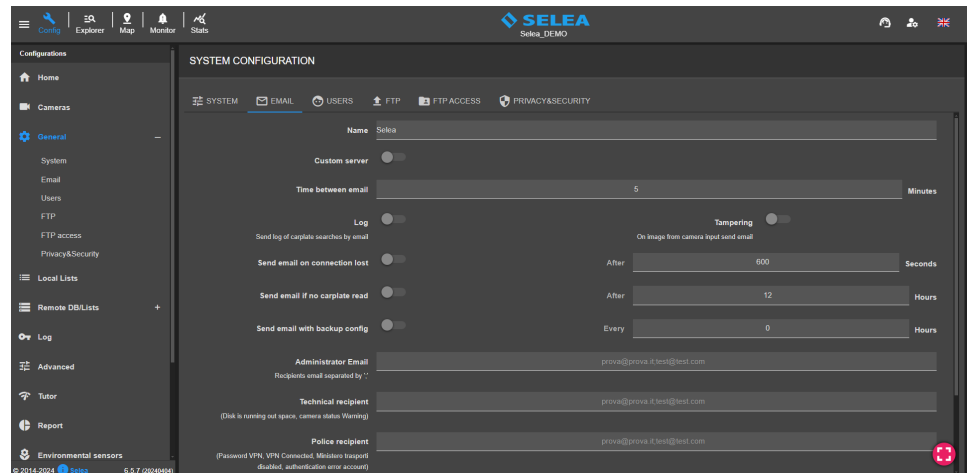 Config
Explorer
Map
Monitor
Stats
SELEA
Selea_DEMO
Configurations
Home
Cameras
General
System
Email
Users
FTP
FTP access
Privacy&Security
Local Lists
Remote DB/Lists
Log
Advanced
Tutor
Report
Environmental sensors
© 2014-2024 Selea 6.5.7 (20240404)
SYSTEM CONFIGURATION
SYSTEM EMAIL USERS FTP FTP ACCESS PRIVACY&SECURITY
Name Selea
Custom server
Time between email 5 Minutes
Log
Send log of carplate searches by email
Tampering
On image from camera input send email
Send email on connection lost After 600 Seconds
Send email if no carplate read After 12 Hours
Send email with backup config Every 0 Hours
Administrator Email prova@prova.it;test@test.com
Recipients email separated by ';'
Technical recipient prova@prova.it;test@test.com
(Disk is running out space, camera status Warning)
Police recipient prova@prova.it;test@test.com
(Password VPN, VPN Connected, Ministero trasporti
disabled, authentication error account)